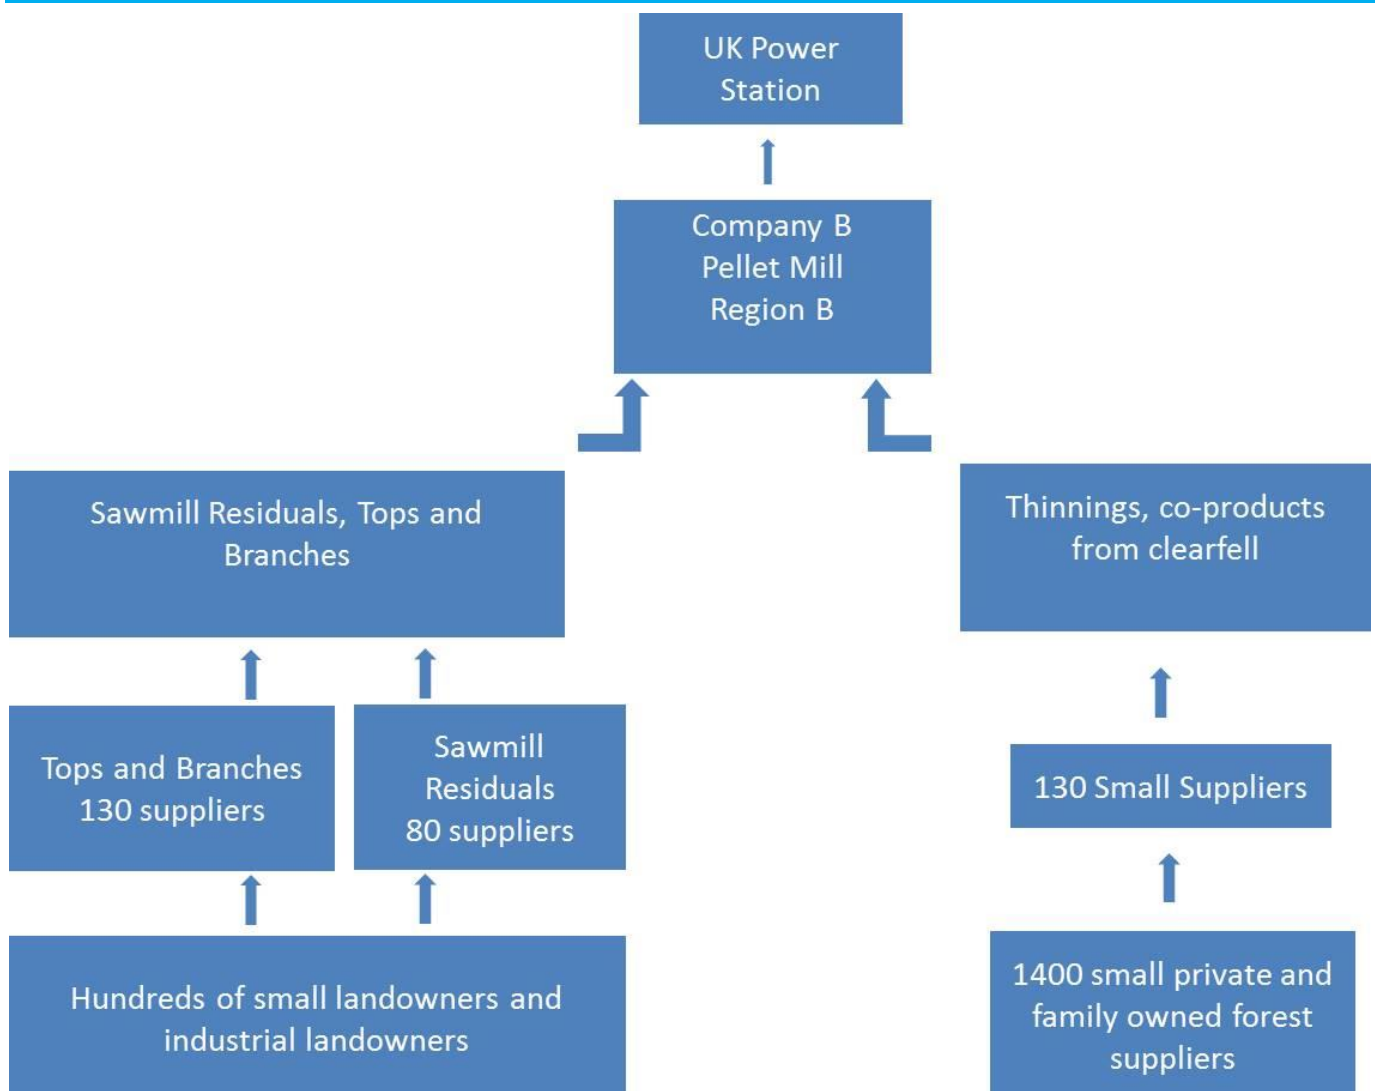 UK Power
Station
Company B
Pellet Mill
Region B
Sawmill Residuals, Tops and
Branches
Thinnings, co-products
from clearfell
Tops and Branches
130 suppliers
Sawmill
Residuals
80 suppliers
130 Small Suppliers
Hundreds of small landowners and
industrial landowners
1400 small private and
family owned forest
suppliers